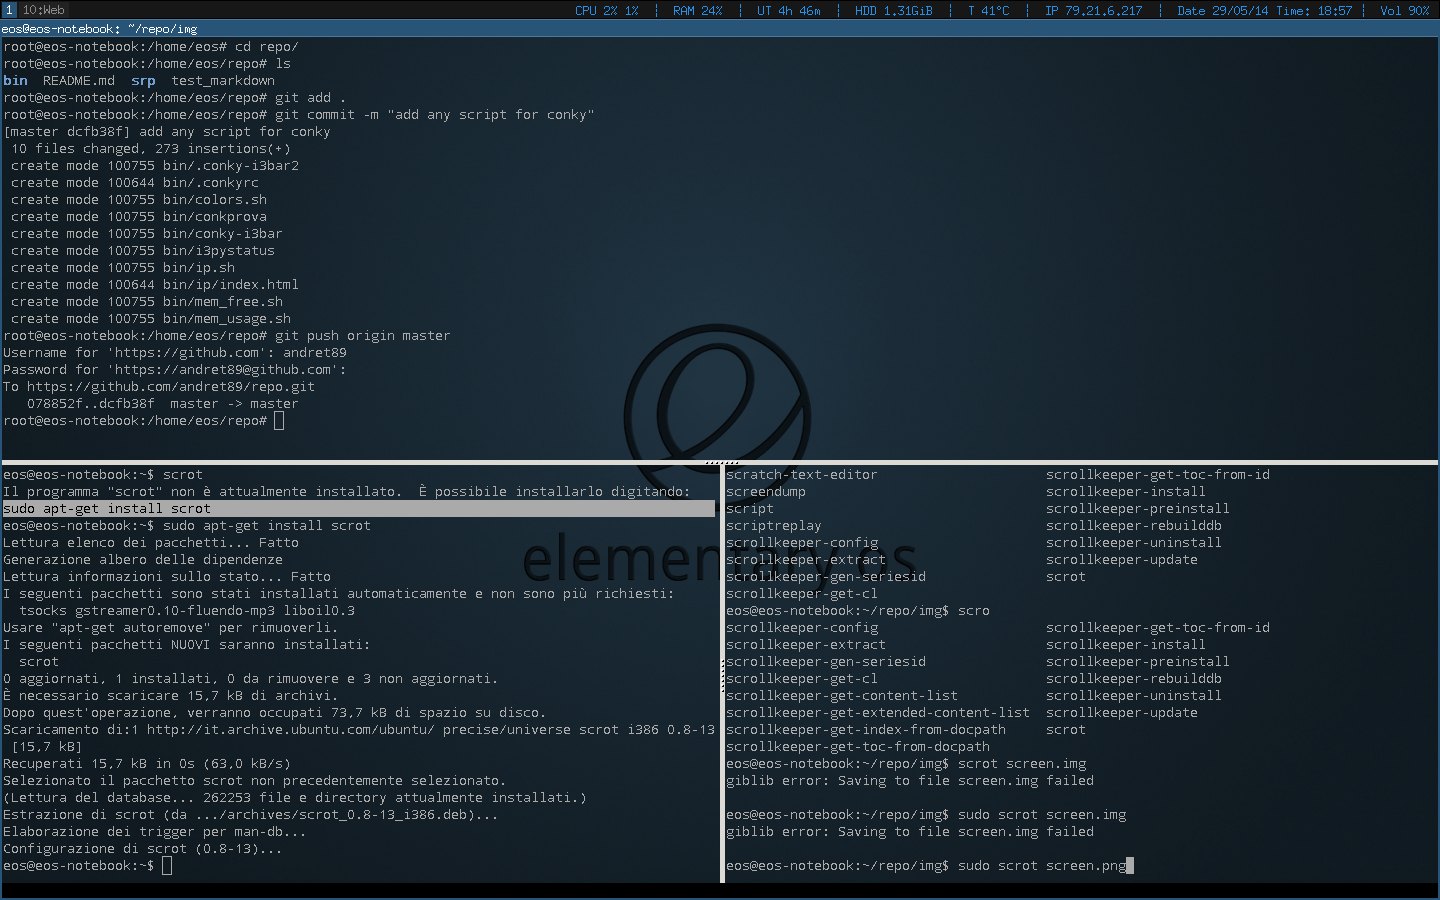 1 10:Web CPU 2% 1% ¦ RAM 24% ¦ UT 4h 46m ¦ HDD 1.31GiB ¦ T 41°C ¦ IP 79.21.6.217 ¦ Date 29/05/14 Time: 18:57 ¦ Vol 90%
eos@eos-notebook: ~/repo/img
root@eos-notebook:/home/eos# cd repo/
root@eos-notebook:/home/eos/repo# ls
bin  README.md  srp  test_markdown
root@eos-notebook:/home/eos/repo# git add .
root@eos-notebook:/home/eos/repo# git commit -m "add any script for conky"
[master dcfb38f] add any script for conky
 10 files changed, 273 insertions(+)
 create mode 100755 bin/.conky-i3bar2
 create mode 100644 bin/.conkyrc
 create mode 100755 bin/colors.sh
 create mode 100755 bin/conkprova
 create mode 100755 bin/conky-i3bar
 create mode 100755 bin/i3pystatus
 create mode 100755 bin/ip.sh
 create mode 100644 bin/ip/index.html
 create mode 100755 bin/mem_free.sh
 create mode 100755 bin/mem_usage.sh
root@eos-notebook:/home/eos/repo# git push origin master
Username for 'https://github.com': andret89
Password for 'https://andret89@github.com':
To https://github.com/andret89/repo.git
   078852f..dcfb38f  master -> master
root@eos-notebook:/home/eos/repo#
eos@eos-notebook:~$ scrot
Il programma "scrot" non è attualmente installato.  È possibile installarlo digitando:
sudo apt-get install scrot
eos@eos-notebook:~$ sudo apt-get install scrot
Lettura elenco dei pacchetti... Fatto
Generazione albero delle dipendenze
Lettura informazioni sullo stato... Fatto
I seguenti pacchetti sono stati installati automaticamente e non sono più richiesti:
  tsocks gstreamer0.10-fluendo-mp3 liboil0.3
Usare "apt-get autoremove" per rimuoverli.
I seguenti pacchetti NUOVI saranno installati:
  scrot
0 aggiornati, 1 installati, 0 da rimuovere e 3 non aggiornati.
È necessario scaricare 15,7 kB di archivi.
Dopo quest'operazione, verranno occupati 73,7 kB di spazio su disco.
Scaricamento di:1 http://it.archive.ubuntu.com/ubuntu/ precise/universe scrot i386 0.8-13
 [15,7 kB]
Recuperati 15,7 kB in 0s (63,0 kB/s)
Selezionato il pacchetto scrot non precedentemente selezionato.
(Lettura del database... 262253 file e directory attualmente installati.)
Estrazione di scrot (da .../archives/scrot_0.8-13_i386.deb)...
Elaborazione dei trigger per man-db...
Configurazione di scrot (0.8-13)...
eos@eos-notebook:~$
scratch-text-editor scrollkeeper-get-toc-from-id
screendump scrollkeeper-install
script scrollkeeper-preinstall
scriptreplay scrollkeeper-rebuilddb
scrollkeeper-config scrollkeeper-uninstall
scrollkeeper-extract scrollkeeper-update
scrollkeeper-gen-seriesid scrot
scrollkeeper-get-cl
eos@eos-notebook:~/repo/img$ scro
scrollkeeper-config scrollkeeper-get-toc-from-id
scrollkeeper-extract scrollkeeper-install
scrollkeeper-gen-seriesid scrollkeeper-preinstall
scrollkeeper-get-cl scrollkeeper-rebuilddb
scrollkeeper-get-content-list scrollkeeper-uninstall
scrollkeeper-get-extended-content-list scrollkeeper-update
scrollkeeper-get-index-from-docpath scrot
scrollkeeper-get-toc-from-docpath
eos@eos-notebook:~/repo/img$ scrot screen.img
giblib error: Saving to file screen.img failed
eos@eos-notebook:~/repo/img$ sudo scrot screen.img
giblib error: Saving to file screen.img failed
eos@eos-notebook:~/repo/img$ sudo scrot screen.png
elementary os